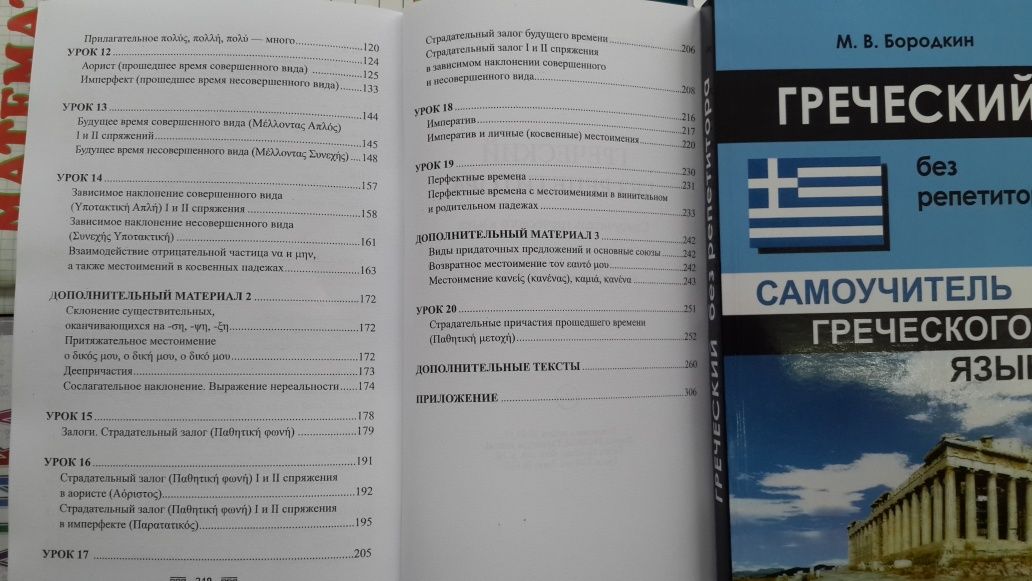 Прилагательное πολύς, πολλή, πολύ — много....................120
УРОК 12 ....................124
Аорист (прошедшее время совершенного вида) ....................125
Имперфект (прошедшее время несовершенного вида)..........133
УРОК 13 ....................144
Будущее время совершенного вида (Μέλλοντας Απλός)
I и II спряжений....................145
Будущее время несовершенного вида (Μέλλοντας Συνεχής) ...148
УРОК 14 ....................157
Зависимое наклонение совершенного вида
(Υποτακτική Απλή) I и II спряжения ....................158
Зависимое наклонение несовершенного вида
(Συνεχής Υποτακτική)....................161
Взаимодействие отрицательной частицы να и μην,
а также местоимений в косвенных падежах....................163
ДОПОЛНИТЕЛЬНЫЙ МАТЕРИАЛ 2 ....................172
Склонение существительных,
оканчивающихся на -ση, -ψη, -ξη....................172
Притяжательное местоимение
ο δικός μου, ο δική μου, ο δικό μου....................172
Деепричастия....................173
Сослагательное наклонение. Выражение нереальности..........174
УРОК 15 ....................178
Залоги. Страдательный залог (Παθητική φωνή) ....................179
УРОК 16 ....................191
Страдательный залог (Παθητική φωνή) I и II спряжения
в аористе (Αόριστος)....................192
Страдательный залог (Παθητική φωνή) I и II спряжения
в имперфекте (Παρατατικός)....................195
УРОК 17 ....................205
Страдательный залог будущего времени ....................206
Страдательный залог I и II спряжения
в зависимом наклонении совершенного
и несовершенного вида....................208
УРОК 18 ....................216
Императив....................217
Императив и личные (косвенные) местоимения ....................220
УРОК 19 ....................230
Перфектные времена ....................231
Перфектные времена с местоимениями в винительном
и родительном падежах ....................233
ДОПОЛНИТЕЛЬНЫЙ МАТЕРИАЛ 3 ....................242
Виды придаточных предложений и основные союзы..........242
Возвратное местоимение τον εαυτό μου ....................242
Местоимение κανείς (κανένας), καμιά, κανένα ....................243
УРОК 20 ....................251
Страдательные причастия прошедшего времени
(Παθητική μετοχή) ....................252
ДОПОЛНИТЕЛЬНЫЕ ТЕКСТЫ ....................260
ПРИЛОЖЕНИЕ ....................306
ГРЕЧЕСКИЙ без репетитора
М. В. Бородкин
ГРЕЧЕСКИЙ
без
репетито
САМОУЧИТЕЛЬ
ГРЕЧЕСКОГО
ЯЗЫК
МАТЕМА